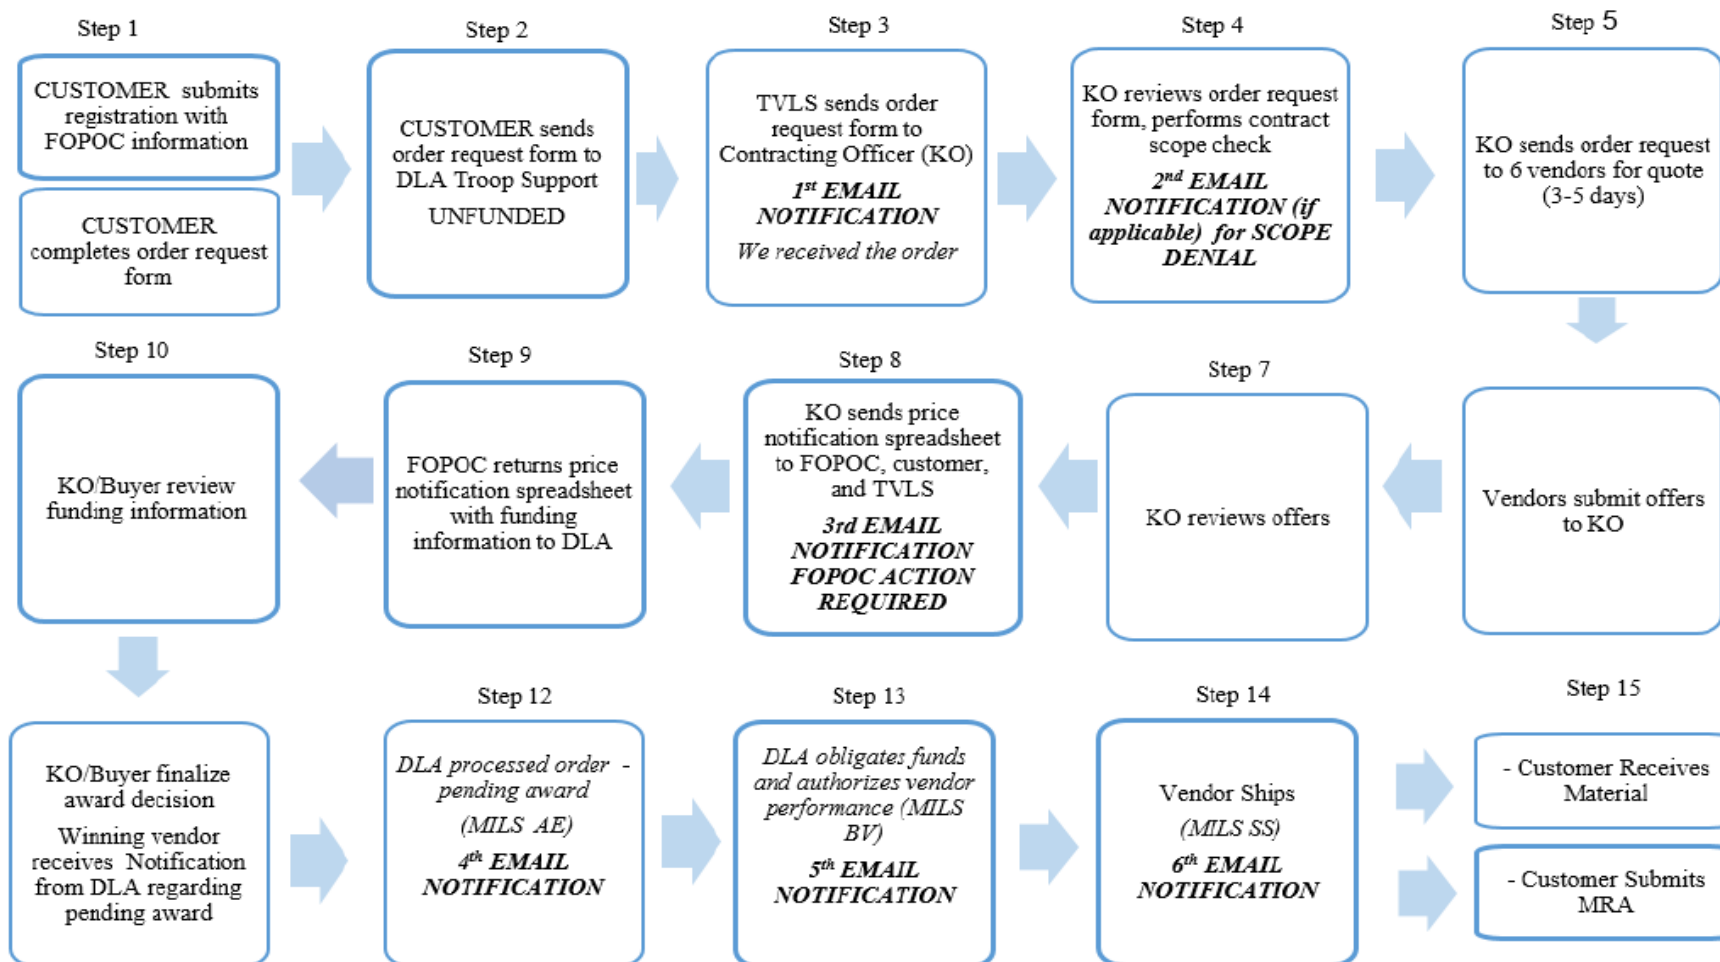 Step 1
CUSTOMER submits
registration with
FOPOC information
CUSTOMER
completes order request
form
Step 2
CUSTOMER sends
order request form to
DLA Troop Support
UNFUNDED
Step 3
TVLS sends order
request form to
Contracting Officer (KO)
1st EMAIL
NOTIFICATION
We received the order
Step 4
KO reviews order request
form, performs contract
scope check
2nd EMAIL
NOTIFICATION (if
applicable) for SCOPE
DENIAL
Step 5
KO sends order request
to 6 vendors for quote
(3-5 days)
Vendors submit offers
to KO
Step 7
KO reviews offers
Step 8
KO sends price
notification spreadsheet
to FOPOC, customer,
and TVLS
3rd EMAIL
NOTIFICATION
FOPOC ACTION
REQUIRED
Step 9
FOPOC returns price
notification spreadsheet
with funding
information to DLA
Step 10
KO/Buyer review
funding information
KO/Buyer finalize
award decision
Winning vendor
receives Notification
from DLA regarding
pending award
Step 12
DLA processed order -
pending award
(MILS AE)
4th EMAIL
NOTIFICATION
Step 13
DLA obligates funds
and authorizes vendor
performance (MILS
BV)
5th EMAIL
NOTIFICATION
Step 14
Vendor Ships
(MILS SS)
6th EMAIL
NOTIFICATION
Step 15
- Customer Receives
Material
- Customer Submits
MRA